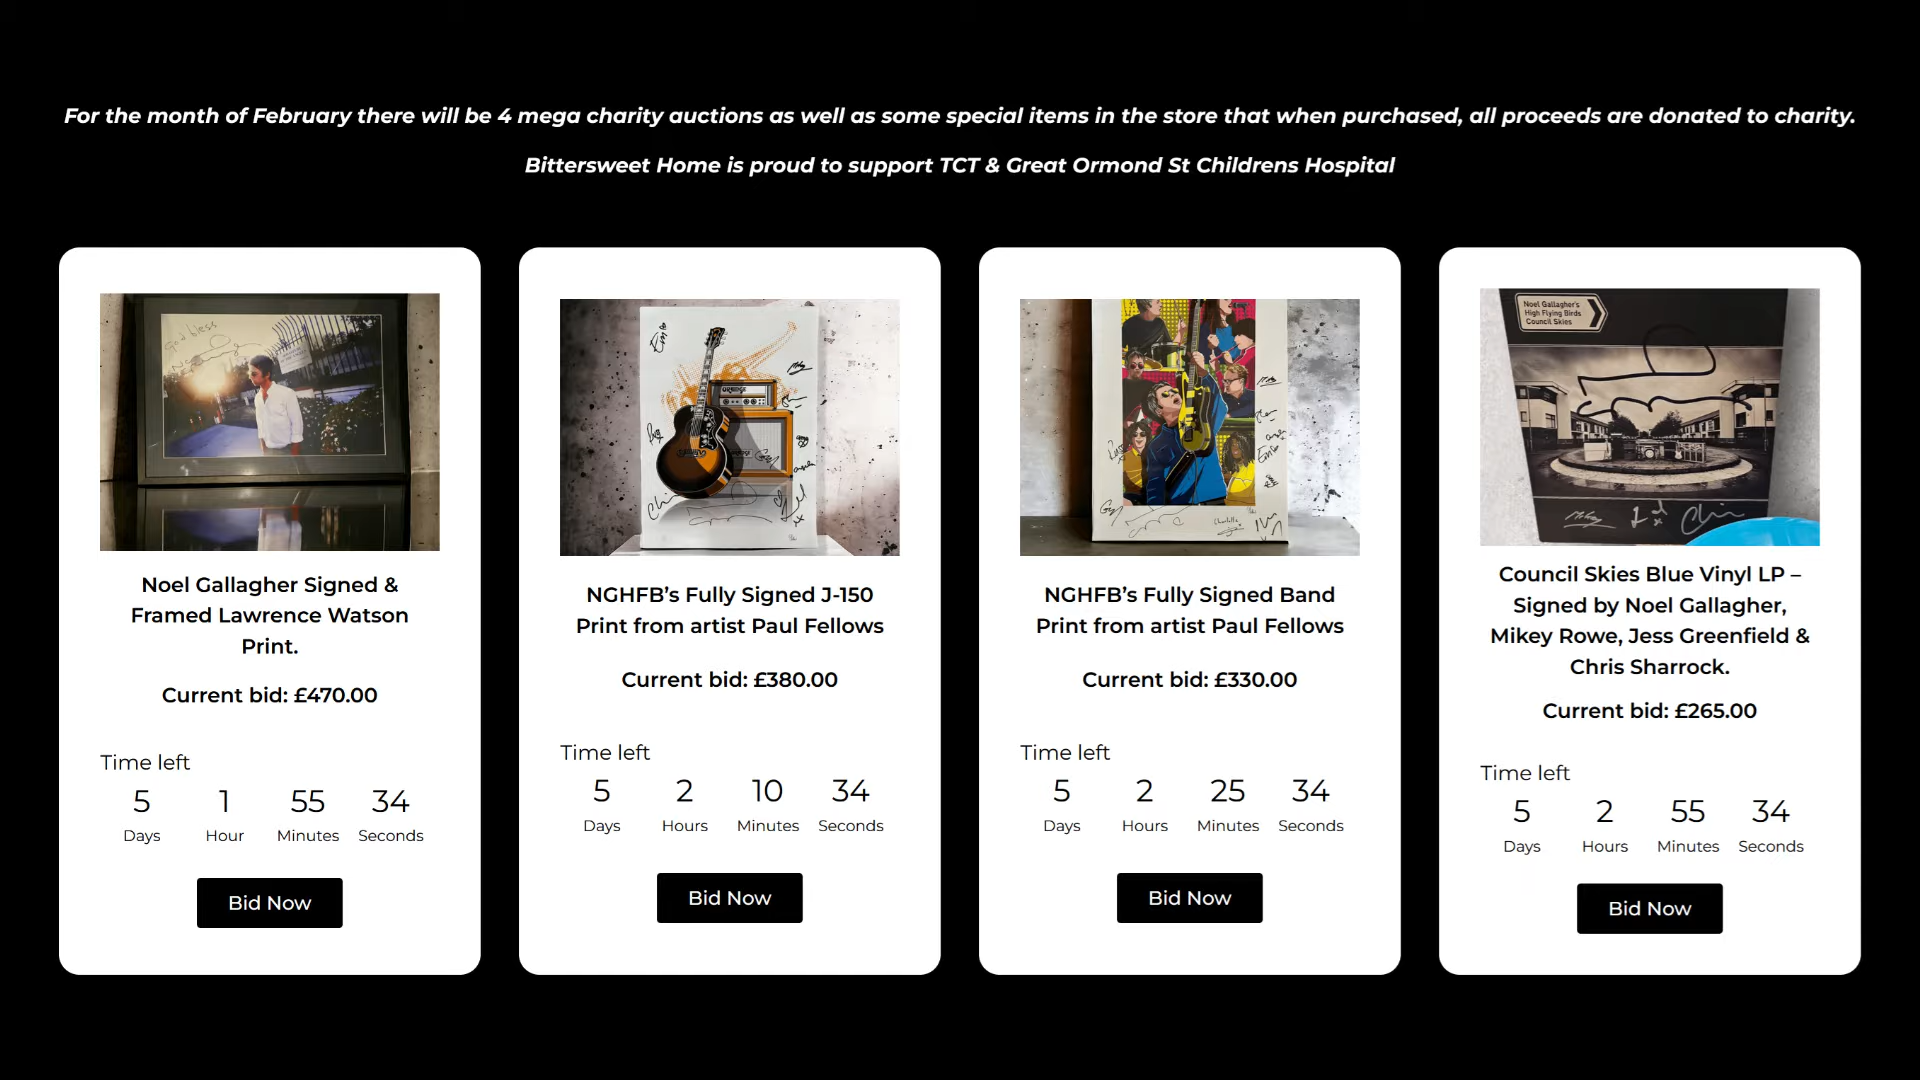 For the month of February there will be 4 mega charity auctions as well as some special items in the store that when purchased, all proceeds are donated to charity.
Bittersweet Home is proud to support TCT & Great Ormond St Childrens Hospital
God bless
Noel Gallagher Signed &
Framed Lawrence Watson
Print.
Current bid: £470.00
Time left
5 1 55 34
Days Hour Minutes Seconds
Bid Now
ORANGE
NGHFB’s Fully Signed J-150
Print from artist Paul Fellows
Current bid: £380.00
Time left
5 2 10 34
Days Hours Minutes Seconds
Bid Now
NGHFB’s Fully Signed Band
Print from artist Paul Fellows
Current bid: £330.00
Time left
5 2 25 34
Days Hours Minutes Seconds
Bid Now
Noel Gallagher's
High Flying Birds
Council Skies
Council Skies Blue Vinyl LP –
Signed by Noel Gallagher,
Mikey Rowe, Jess Greenfield &
Chris Sharrock.
Current bid: £265.00
Time left
5 2 55 34
Days Hours Minutes Seconds
Bid Now